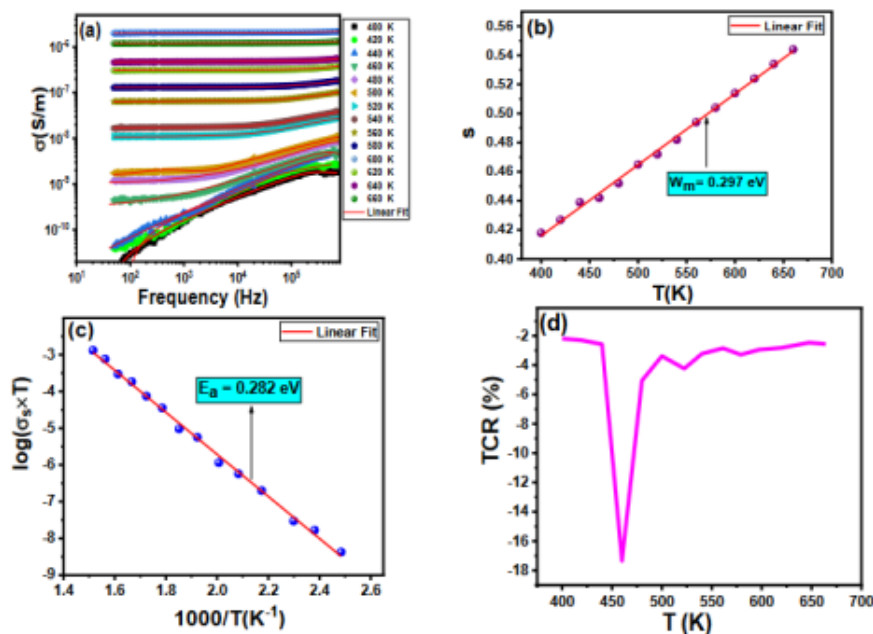 (a)
σ(S/m)
10⁻⁶
10⁻⁷
10⁻⁸
10⁻⁹
10⁻¹⁰
10¹ 10² 10³ 10⁴ 10⁵
Frequency (Hz)
400 K
420 K
440 K
460 K
480 K
500 K
520 K
540 K
560 K
580 K
600 K
620 K
640 K
660 K
Linear Fit
(b)
Linear Fit
s
0.56
0.54
0.52
0.50
0.48
0.46
0.44
0.42
0.40
Wₘ= 0.297 eV
400 450 500 550 600 650 700
T(K)
(c)
Linear Fit
log(σₛ×T)
-3
-4
-5
-6
-7
-8
-9
Eₐ = 0.282 eV
1.4 1.6 1.8 2.0 2.2 2.4 2.6
1000/T(K⁻¹)
(d)
TCR (%)
-2
-4
-6
-8
-10
-12
-14
-16
-18
400 450 500 550 600 650 700
T (K)